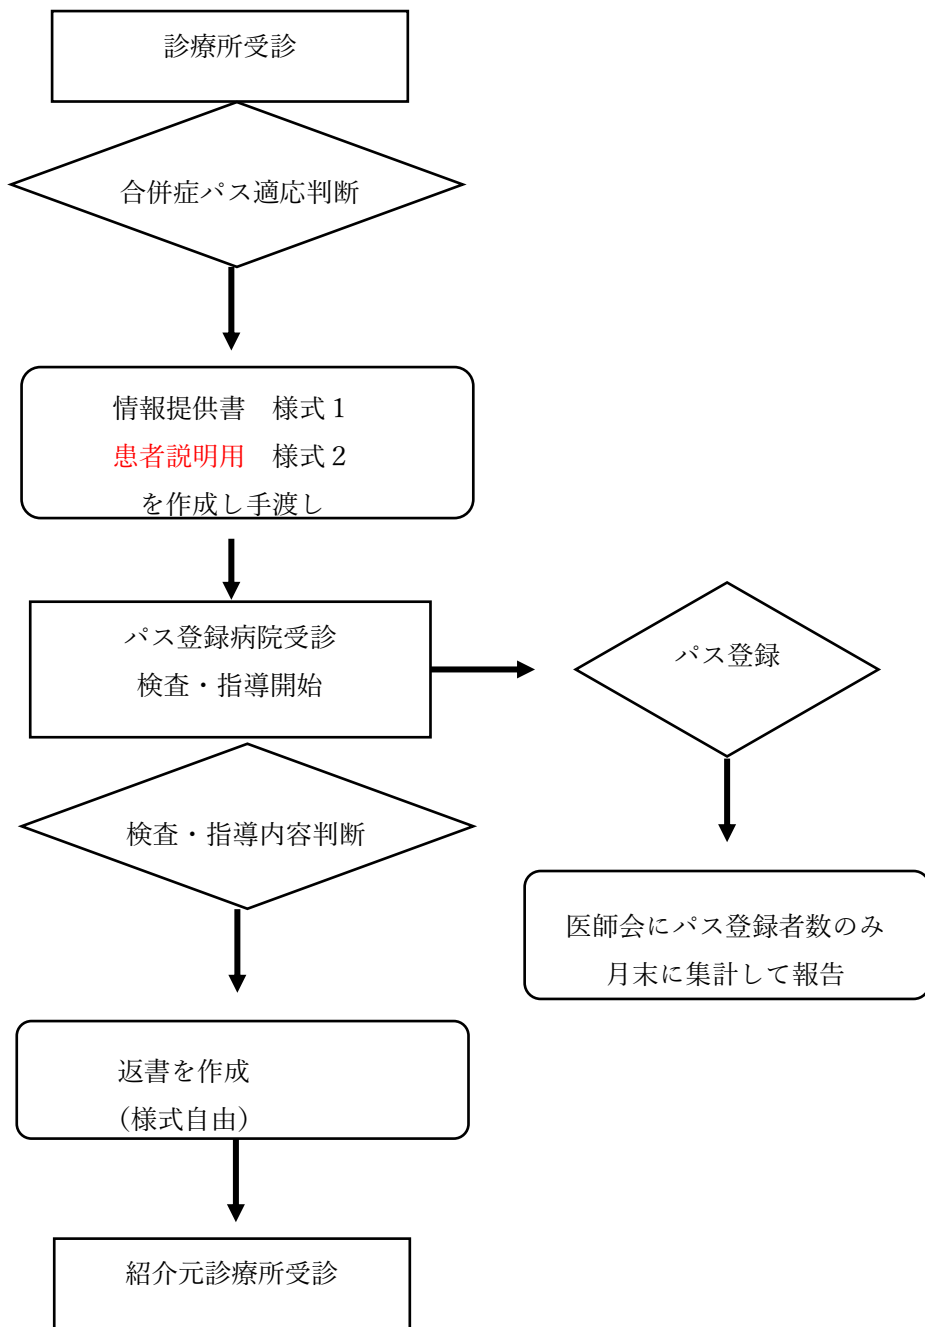 診療所受診
合併症パス適応判断
情報提供書　様式１
患者説明用　様式２
を作成し手渡し
パス登録病院受診
検査・指導開始
パス登録
検査・指導内容判断
医師会にパス登録者数のみ
月末に集計して報告
返書を作成
（様式自由）
紹介元診療所受診